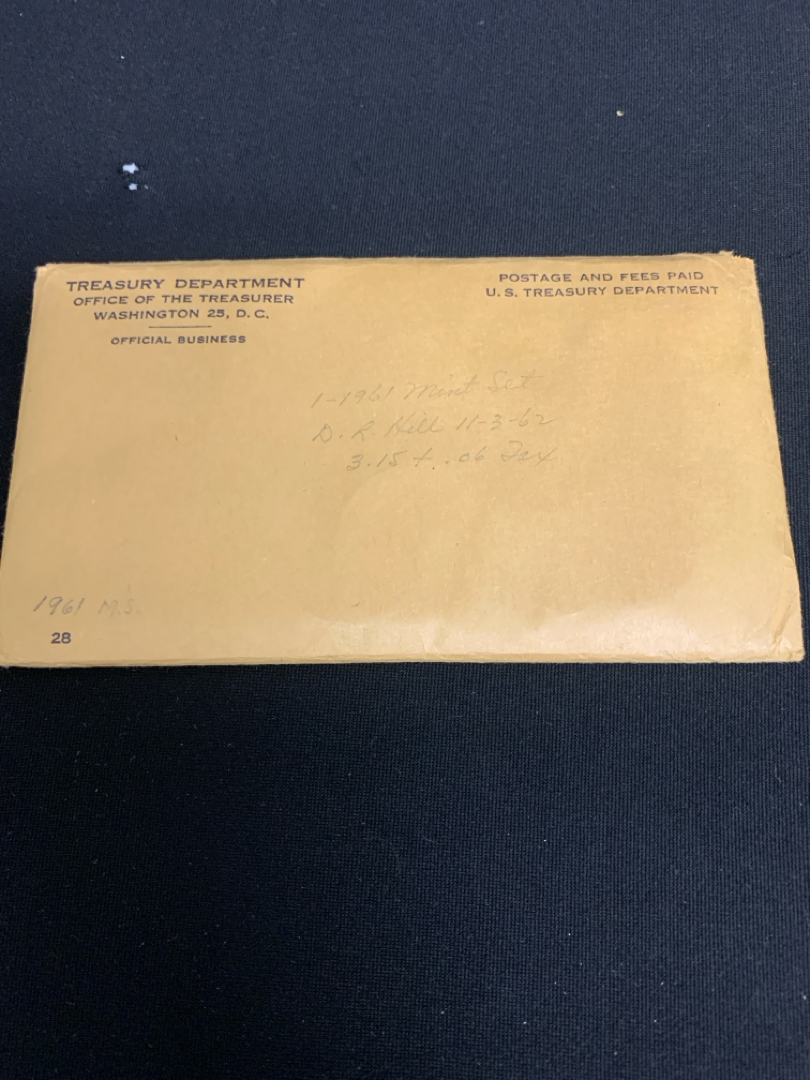 TREASURY DEPARTMENT
OFFICE OF THE TREASURER
WASHINGTON 25, D. C.
OFFICIAL BUSINESS
POSTAGE AND FEES PAID
U. S. TREASURY DEPARTMENT
1-1961 Mint Set
D. R. Hill 11-3-62
3.15 + .06 Tax
1961 M.S.
28